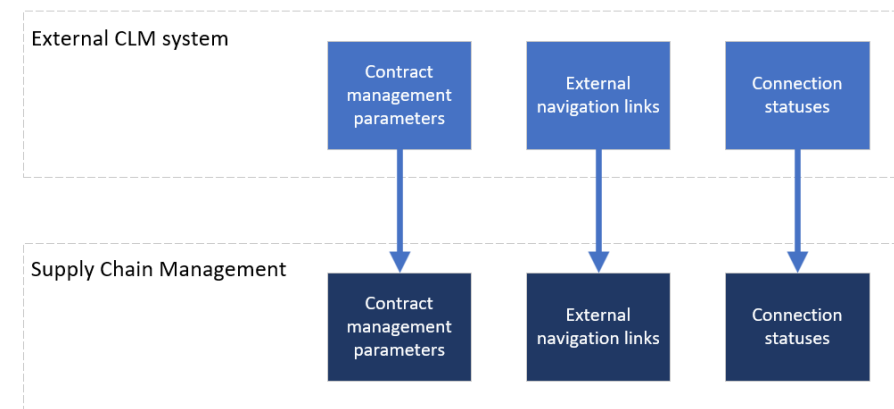 External CLM system
Contract
management
parameters
External
navigation links
Connection
statuses
Supply Chain Management
Contract
management
parameters
External
navigation links
Connection
statuses